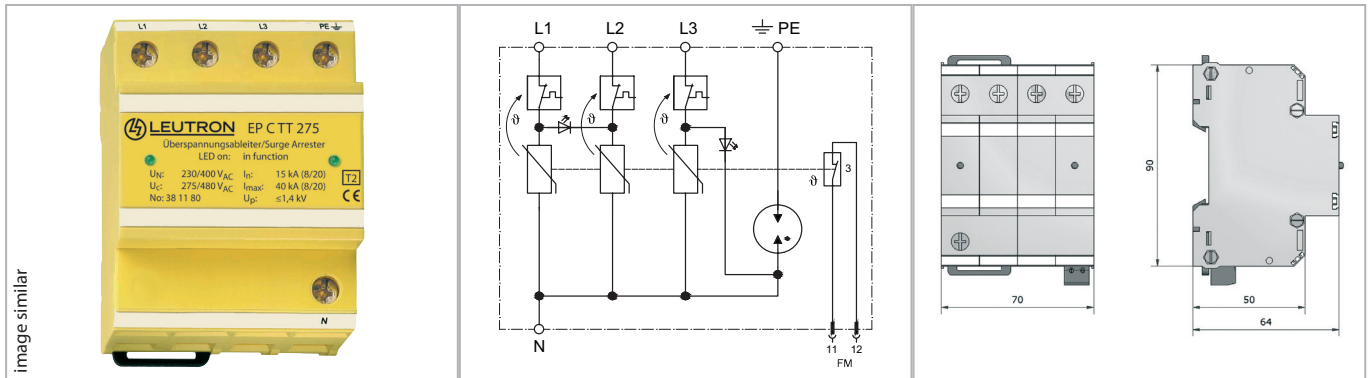 image similar
L1 L2 L3 PE
LEUTRON EP C TT 275
Überspannungsableiter/Surge Arrester
LED on: in function
UN: 230/400 VAC In: 15 kA (8/20)
Uc: 275/480 VAC Imax: 40 kA (8/20)
No: 38 11 80 Up: ≤1,4 kV
T2
CE
N
L1 L2 L3 PE
ϑ ϑ ϑ
ϑ 3
N
11 12
FM
90
70
50
64